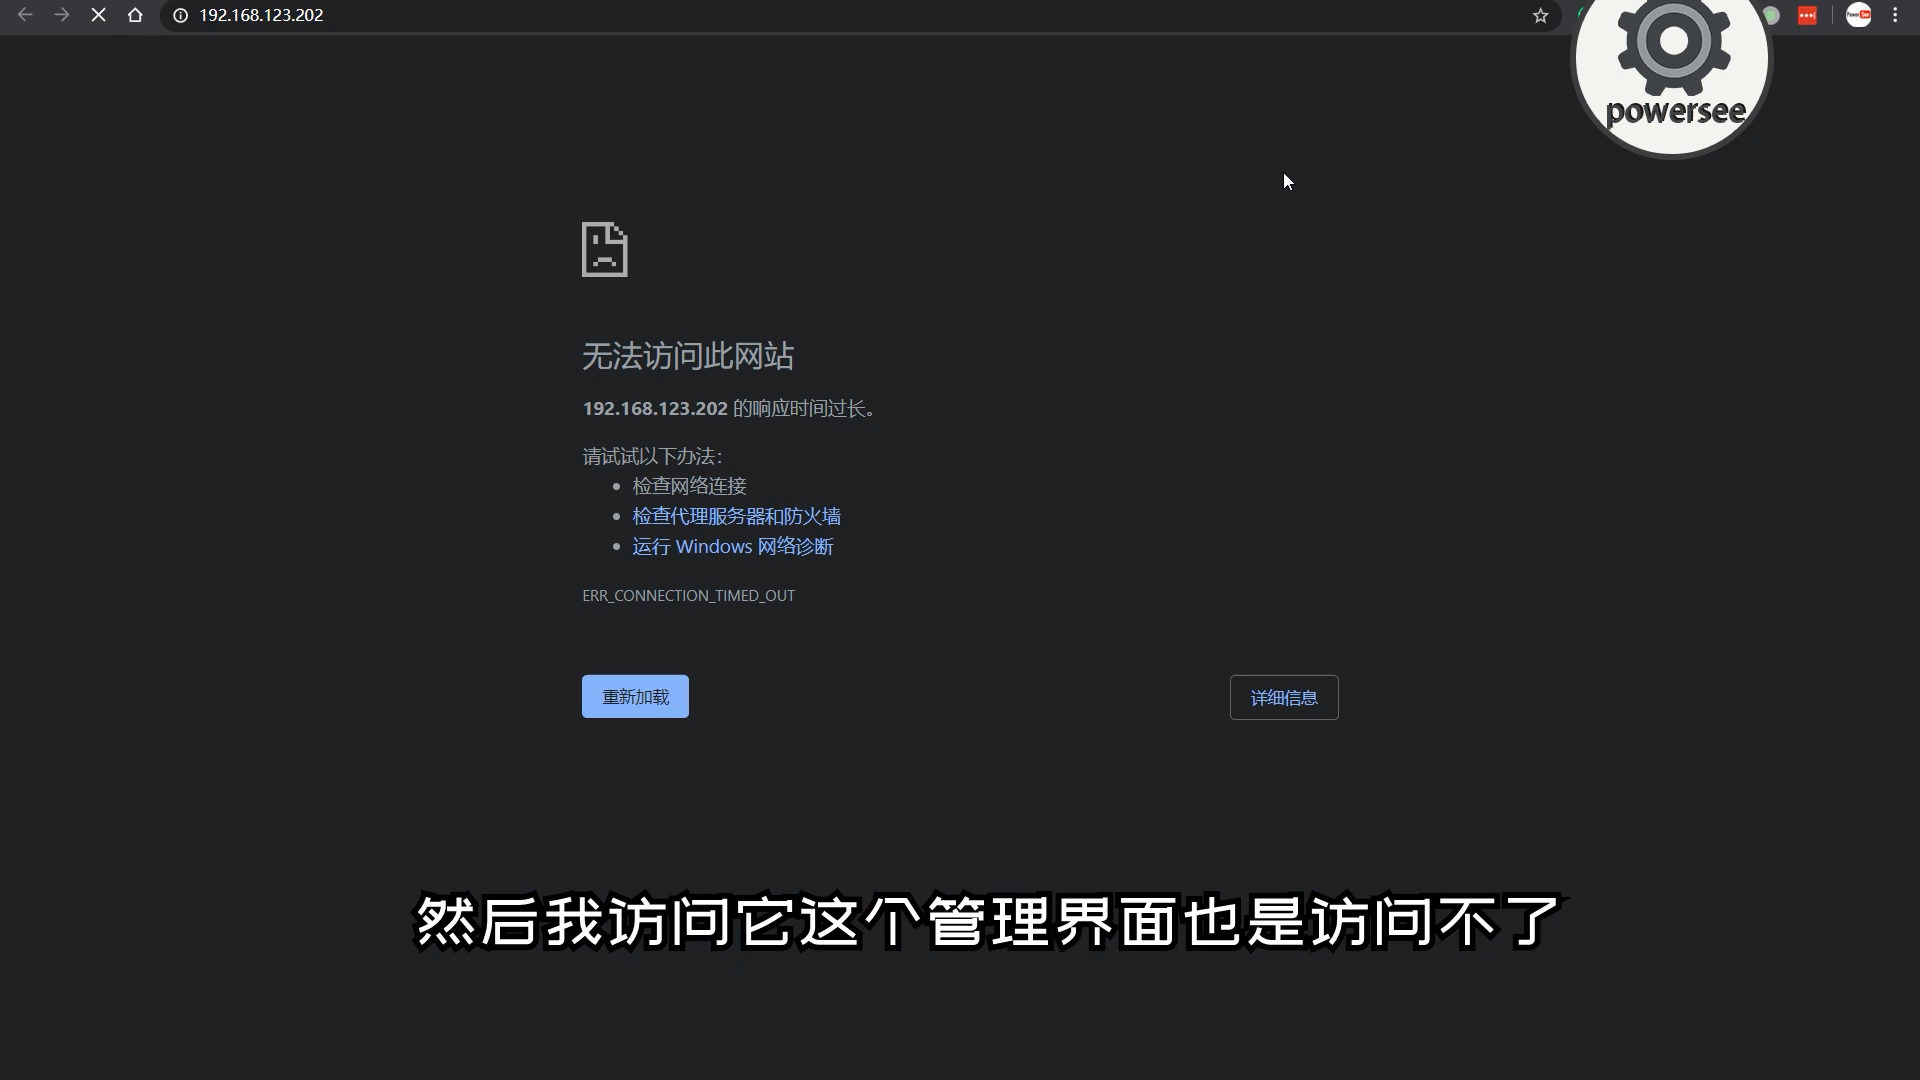 192.168.123.202
powersee
无法访问此网站
192.168.123.202 的响应时间过长。
请试试以下办法：
检查网络连接
检查代理服务器和防火墙
运行 Windows 网络诊断
ERR_CONNECTION_TIMED_OUT
重新加载
详细信息
然后我访问它这个管理界面也是访问不了